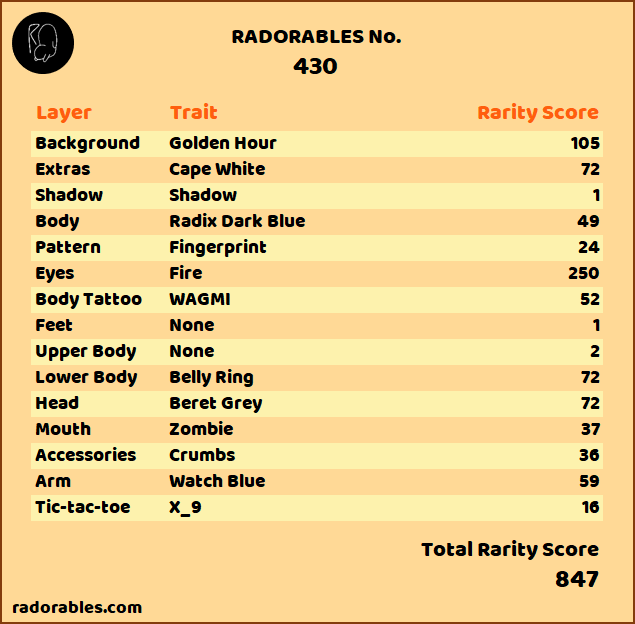 RADORABLES No.
430
Layer Trait Rarity Score
Background Golden Hour 105
Extras Cape White 72
Shadow Shadow 1
Body Radix Dark Blue 49
Pattern Fingerprint 24
Eyes Fire 250
Body Tattoo WAGMI 52
Feet None 1
Upper Body None 2
Lower Body Belly Ring 72
Head Beret Grey 72
Mouth Zombie 37
Accessories Crumbs 36
Arm Watch Blue 59
Tic-tac-toe X_9 16
Total Rarity Score
847
radorables.com